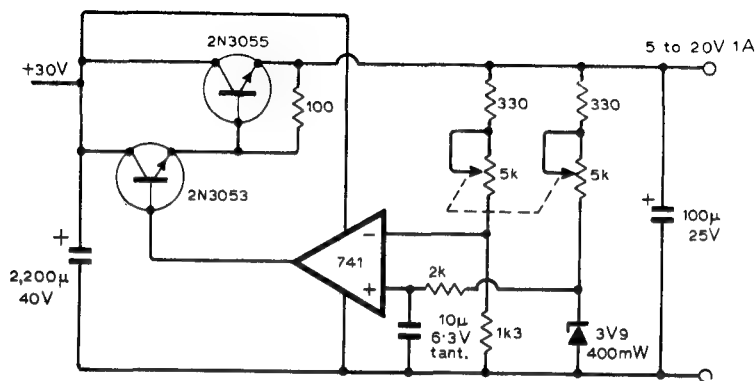 2N3055
5 to 20V 1A
+30V
100
330
330
5k
5k
2N3053
+
100μ
25V
+
2,200μ
40V
741
−
+
2k
10μ
6·3V
tant.
1k3
3V9
400mW